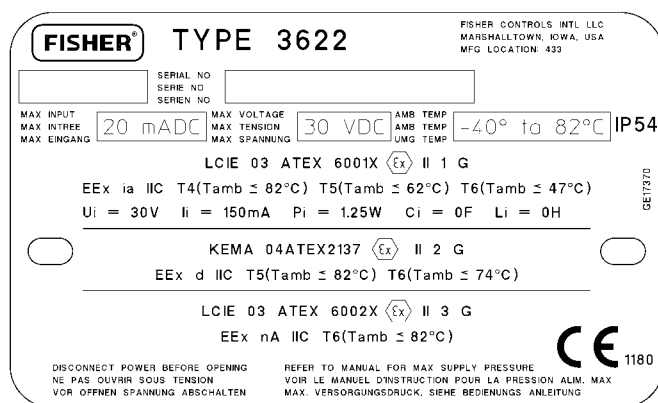 FISHER®
TYPE 3622
FISHER CONTROLS INTL LLC
MARSHALLTOWN, IOWA, USA
MFG LOCATION: 433
SERIAL NO
SERIE NO
SERIEN NO
MAX INPUT
MAX INTREE
MAX EINGANG
20 mADC
MAX VOLTAGE
MAX TENSION
MAX SPANNUNG
30 VDC
AMB TEMP
AMB TEMP
UMG TEMP
-40° to 82°C
IP54
LCIE 03 ATEX 6001X Ex II 1 G
EEx ia IIC T4(Tamb ≤ 82°C) T5(Tamb ≤ 62°C) T6(Tamb ≤ 47°C)
Ui = 30V Ii = 150mA Pi = 1.25W Ci = 0F Li = 0H
KEMA 04ATEX2137 Ex II 2 G
EEx d IIC T5(Tamb ≤ 82°C) T6(Tamb ≤ 74°C)
LCIE 03 ATEX 6002X Ex II 3 G
EEx nA IIC T6(Tamb ≤ 82°C)
CE 1180
DISCONNECT POWER BEFORE OPENING
NE PAS OUVRIR SOUS TENSION
VOR OFFNEN SPANNUNG ABSCHALTEN
REFER TO MANUAL FOR MAX SUPPLY PRESSURE
VOIR LE MANUEL D'INSTRUCTION POUR LA PRESSION ALIM. MAX
MAX. VERSORGUNGSDRUCK, SIEHE BEDIENUNGS ANLEITUNG
GE17370